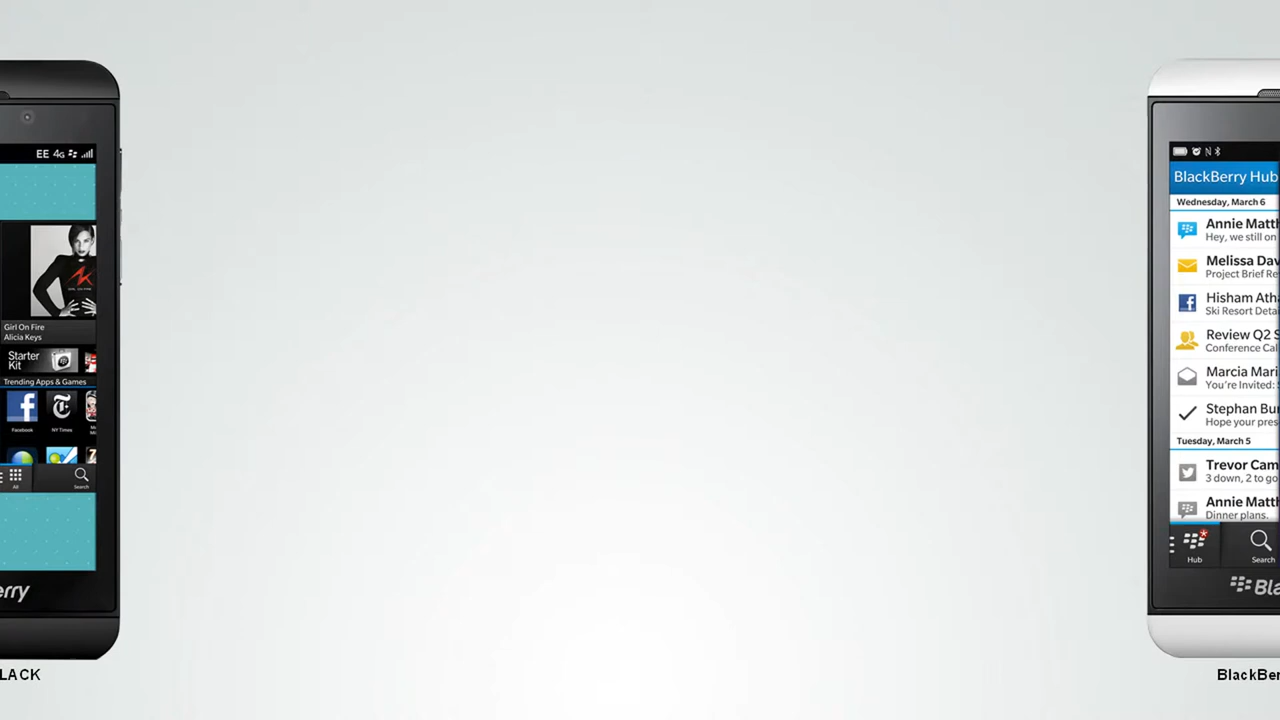 EE 4G
Girl On Fire
Alicia Keys
Starter
Kit
Trending Apps & Games
Facebook
NY Times
All
Search
erry
LACK
BlackBerry Hub
Wednesday, March 6
Annie Matth
Hey, we still on
Melissa Dav
Project Brief Re
Hisham Ath
Ski Resort Deta
Review Q2 S
Conference Cal
Marcia Mari
You're Invited:
Stephan Bu
Hope your pres
Tuesday, March 5
Trevor Cam
3 down, 2 to go
Annie Matth
Dinner plans.
Hub
Search
Bla
BlackBer